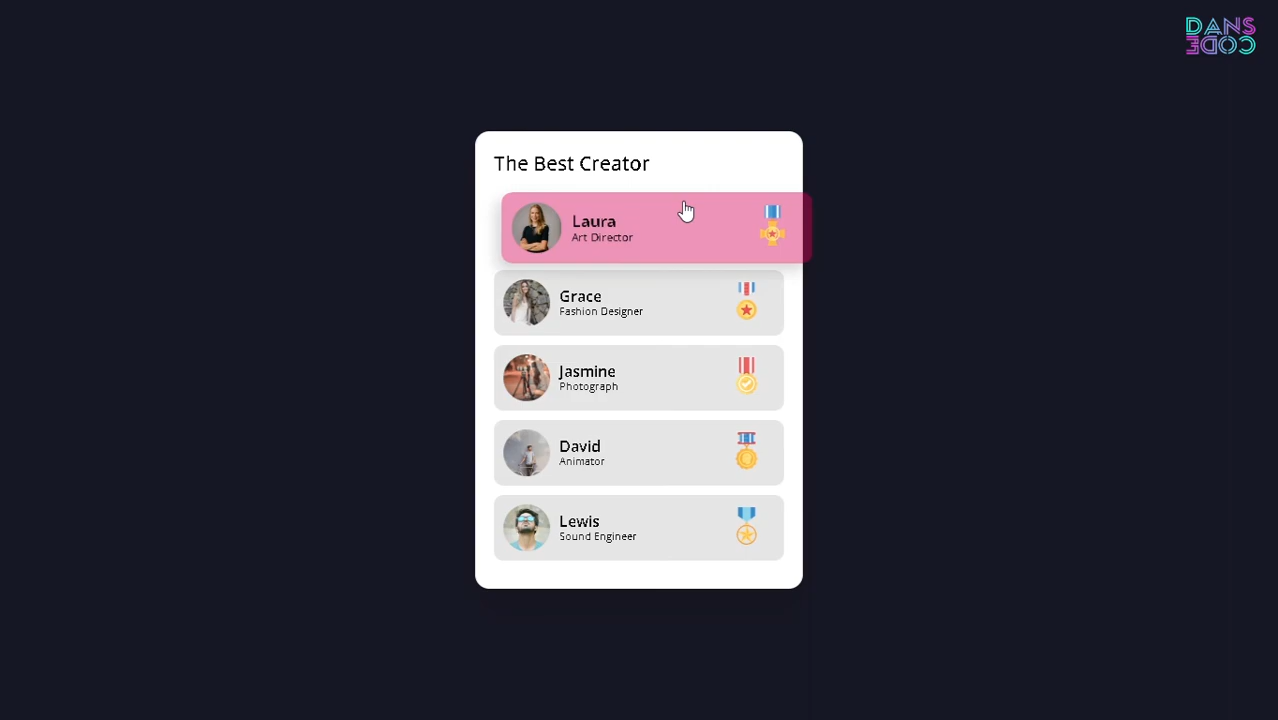 DANS
CODE
The Best Creator
Laura
Art Director
Grace
Fashion Designer
Jasmine
Photograph
David
Animator
Lewis
Sound Engineer